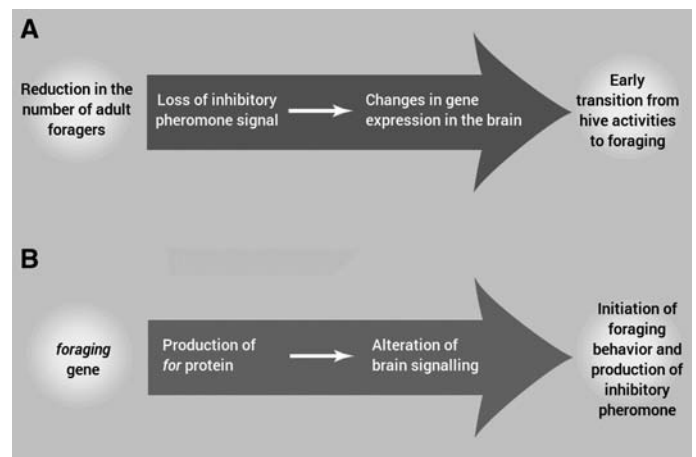 A
Reduction in the
number of adult
foragers
Loss of inhibitory
pheromone signal
Changes in gene
expression in the brain
Early
transition from
hive activities
to foraging
B
foraging
gene
Production of
for protein
Alteration of
brain signalling
Initiation of
foraging
behavior and
production of
inhibitory
pheromone